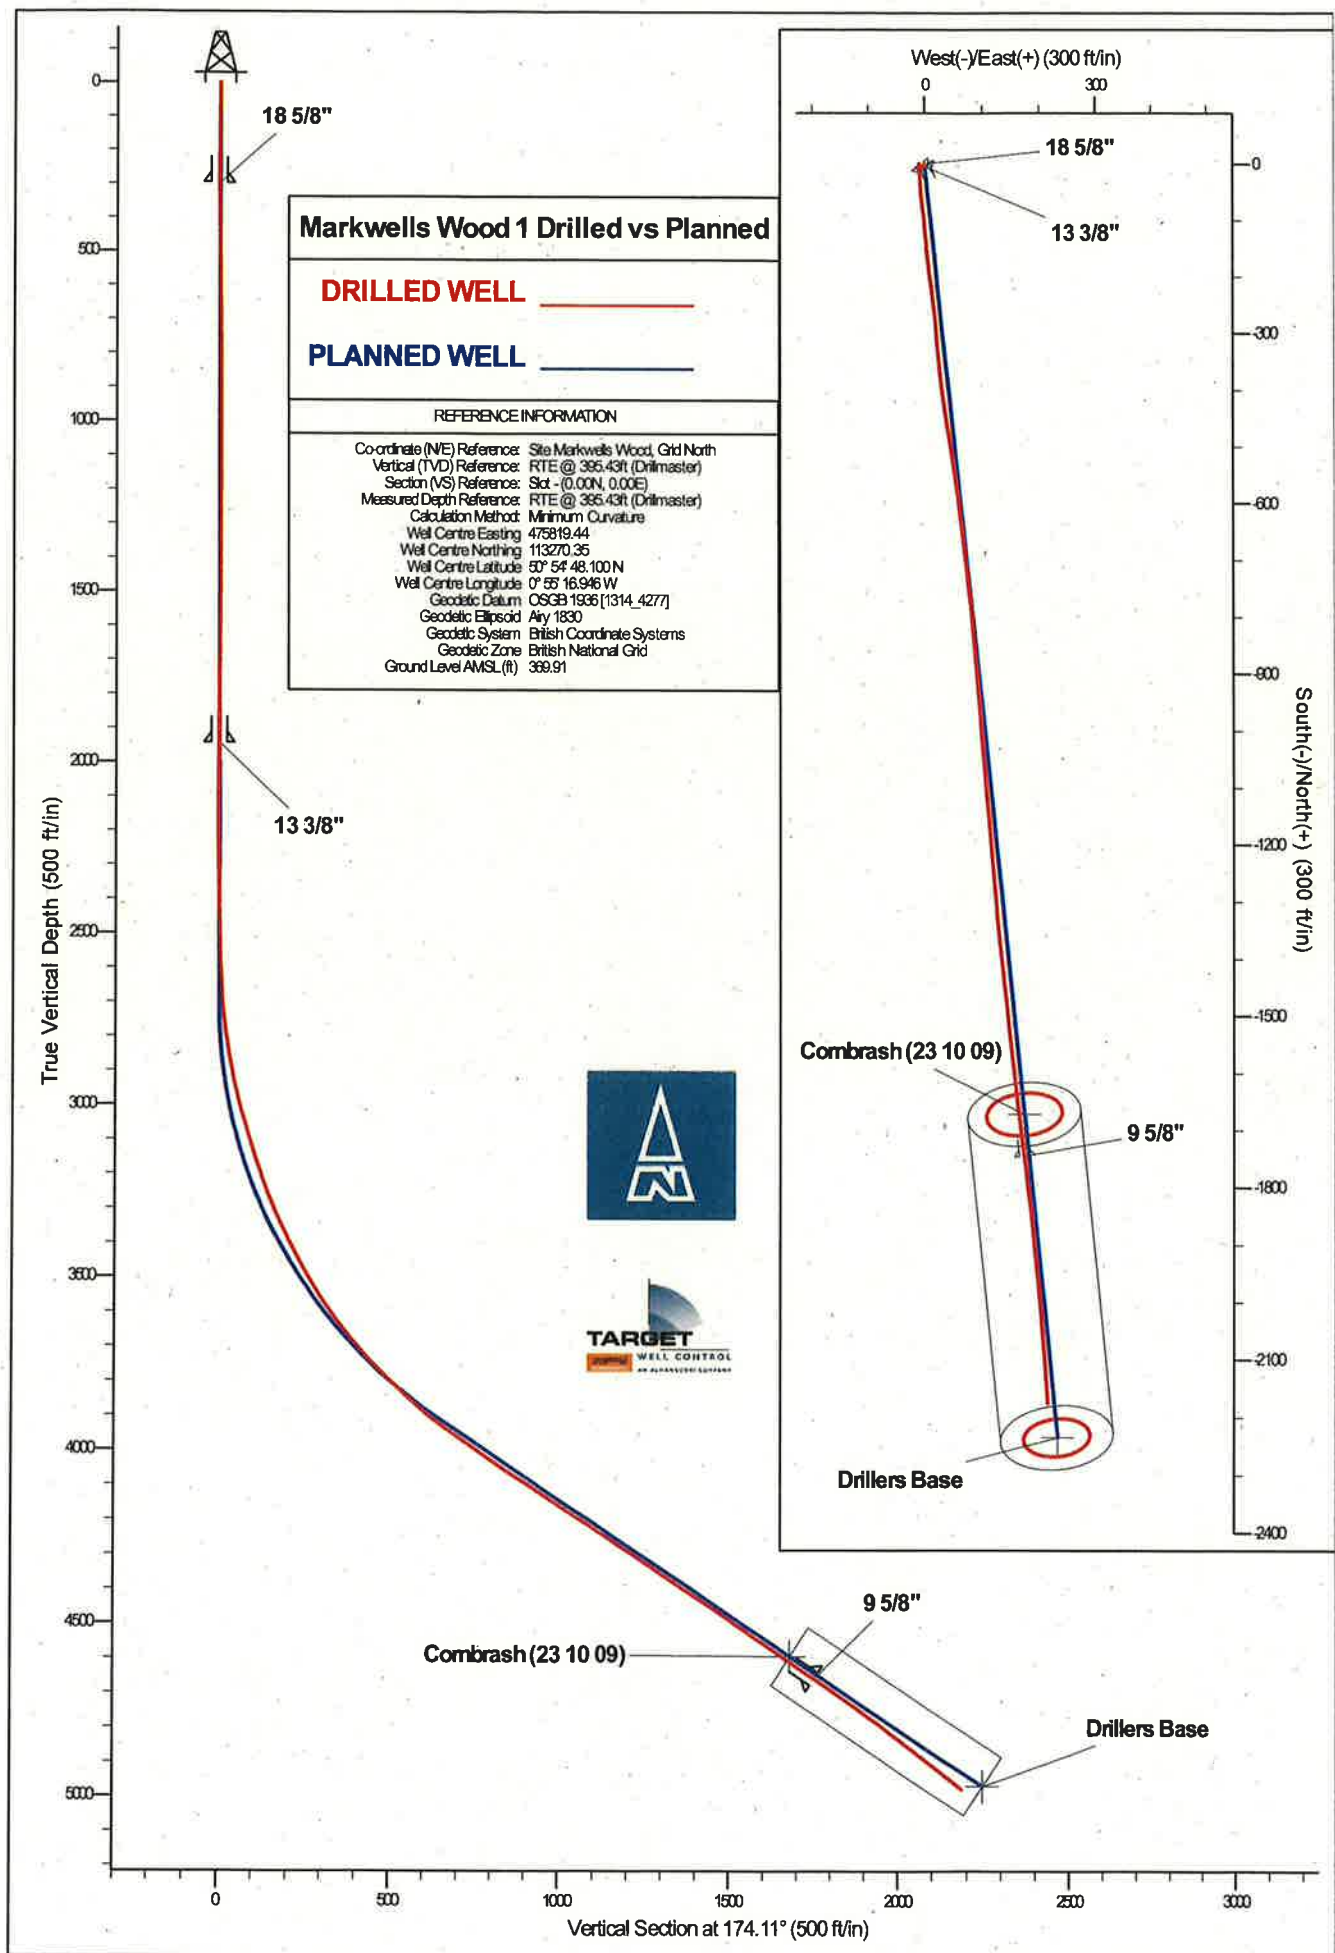 West(-)/East(+) (300 ft/in)
0
300
18 5/8"
13 3/8"
0
-300
-600
-900
-1200
-1500
-1800
-2100
-2400
South(-)/North(+) (300 ft/in)
Cornbrash (23 10 09)
9 5/8"
Drillers Base
0
500
1000
1500
2000
2500
3000
3500
4000
4500
5000
True Vertical Depth (500 ft/in)
18 5/8"
13 3/8"
Markwells Wood 1 Drilled vs Planned
DRILLED WELL
PLANNED WELL
REFERENCE INFORMATION
Co-ordinate (N/E) Reference: Site Markwells Wood, Grid North
Vertical (TVD) Reference: RTE @ 395.43ft (Drillmaster)
Section (VS) Reference: Slot - (0.00N, 0.00E)
Measured Depth Reference: RTE @ 395.43ft (Drillmaster)
Calculation Method: Minimum Curvature
Well Centre Easting 475819.44
Well Centre Northing 113270.35
Well Centre Latitude 50° 54' 48.100 N
Well Centre Longitude 0° 55' 16.946 W
Geodetic Datum OSGB 1936 [1314_4277]
Geodetic Ellipsoid Airy 1830
Geodetic System British Coordinate Systems
Geodetic Zone British National Grid
Ground Level AMSL (ft) 369.91
N
TARGET
WELL CONTROL
Cornbrash (23 10 09)
9 5/8"
Drillers Base
0
500
1000
1500
2000
2500
3000
Vertical Section at 174.11° (500 ft/in)